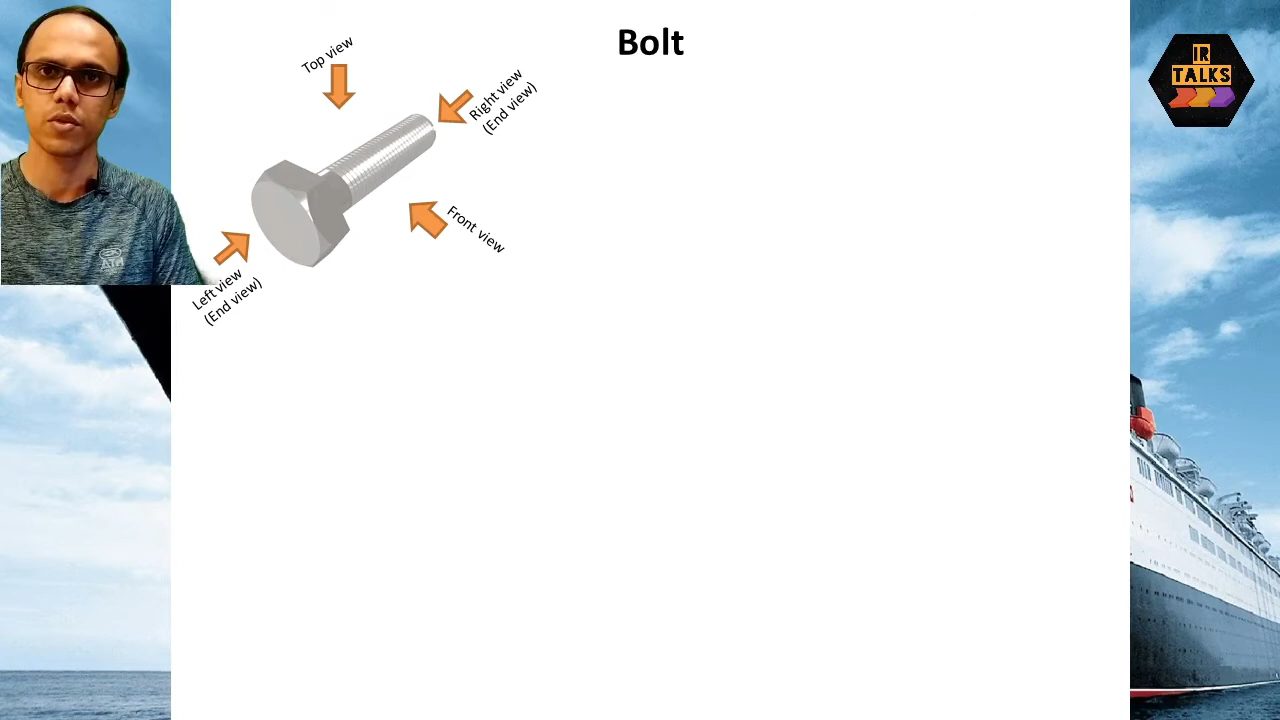 Bolt
Top view
Right view
(End view)
Front view
Left view
(End view)
IR
TALKS